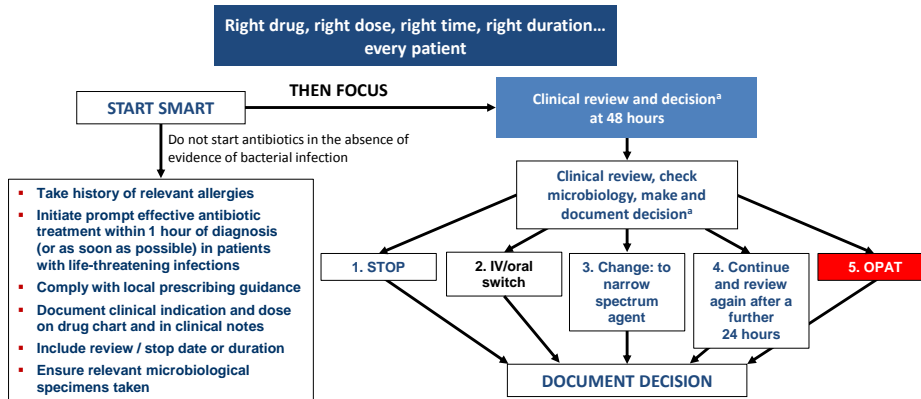 Right drug, right dose, right time, right duration…
every patient
START SMART
THEN FOCUS
Clinical review and decisionᵃ
at 48 hours
Do not start antibiotics in the absence of
evidence of bacterial infection
▪ Take history of relevant allergies
▪ Initiate prompt effective antibiotic
treatment within 1 hour of diagnosis
(or as soon as possible) in patients
with life-threatening infections
▪ Comply with local prescribing guidance
▪ Document clinical indication and dose
on drug chart and in clinical notes
▪ Include review / stop date or duration
▪ Ensure relevant microbiological
specimens taken
Clinical review, check
microbiology, make and
document decisionᵃ
1. STOP
2. IV/oral
switch
3. Change: to
narrow
spectrum
agent
4. Continue
and review
again after a
further
24 hours
5. OPAT
DOCUMENT DECISION